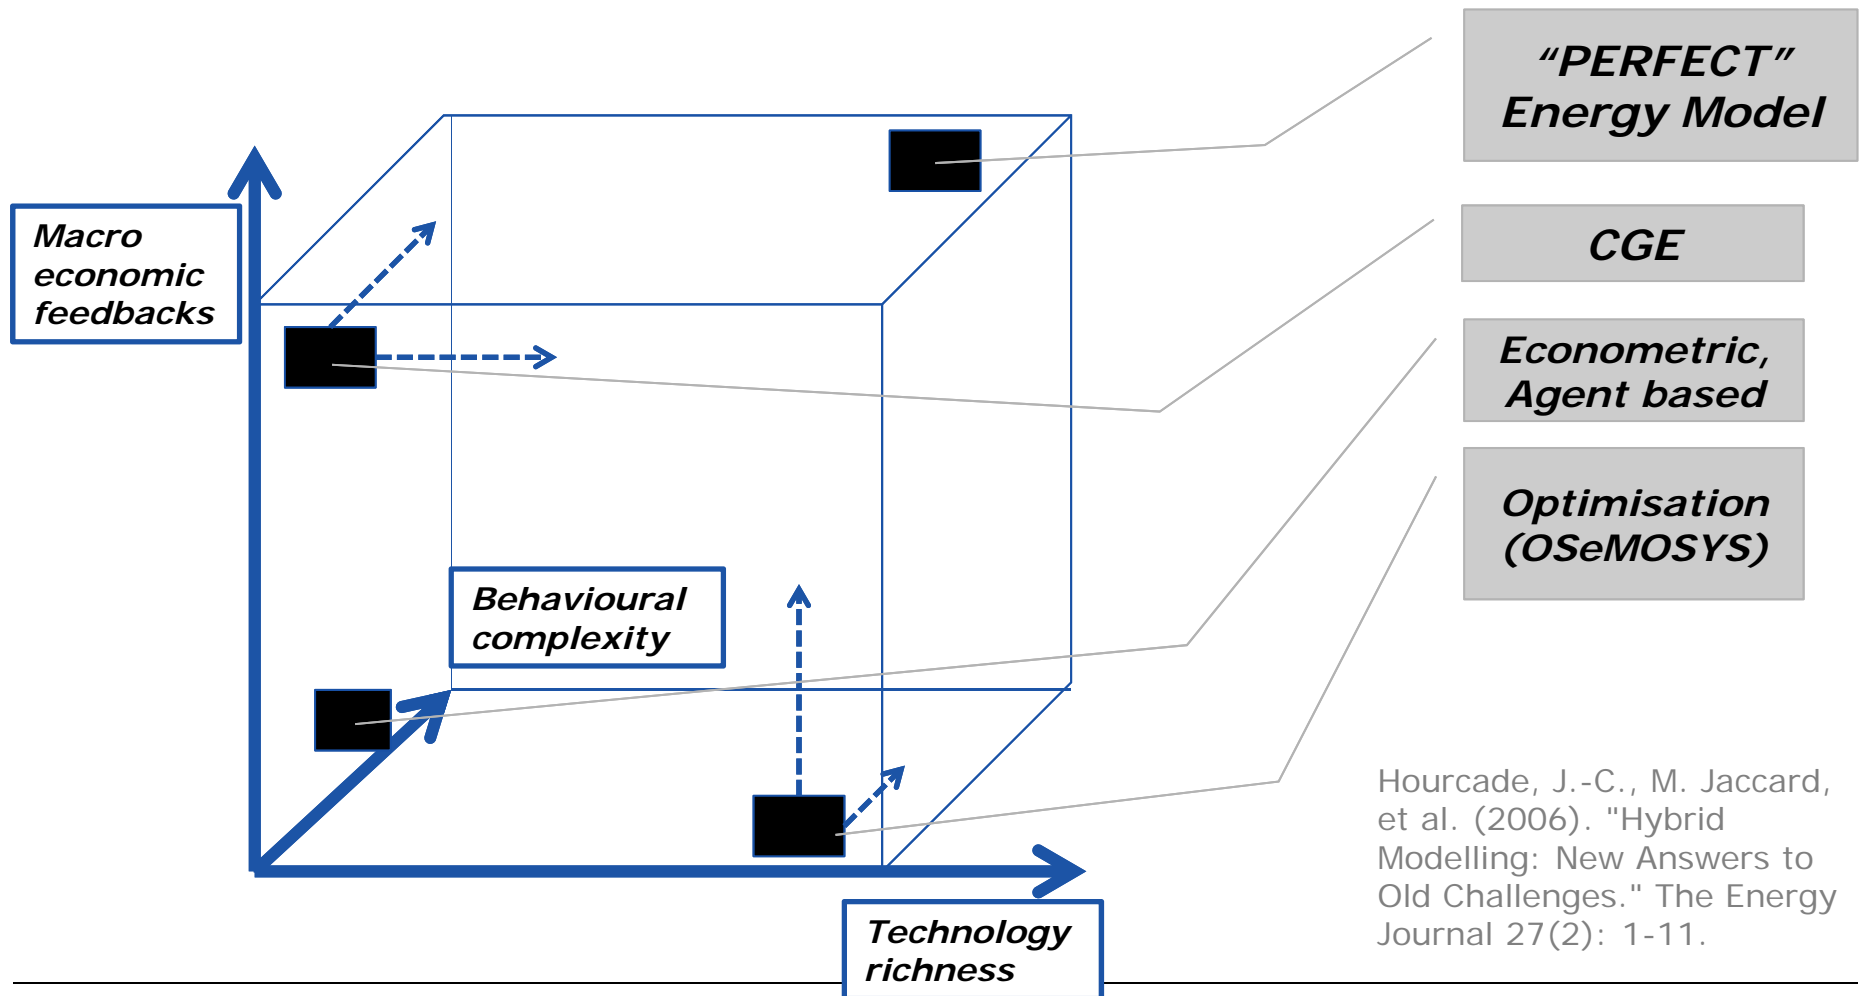 Macro
economic
feedbacks
Behavioural
complexity
Technology
richness
“PERFECT”
Energy Model
CGE
Econometric,
Agent based
Optimisation
(OSeMOSYS)
Hourcade, J.-C., M. Jaccard,
et al. (2006). "Hybrid
Modelling: New Answers to
Old Challenges." The Energy
Journal 27(2): 1-11.